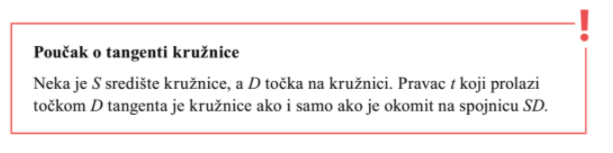 Poučak o tangenti kružnice
Neka je S središte kružnice, a D točka na kružnici. Pravac t koji prolazi
točkom D tangenta je kružnice ako i samo ako je okomit na spojnicu SD.
!